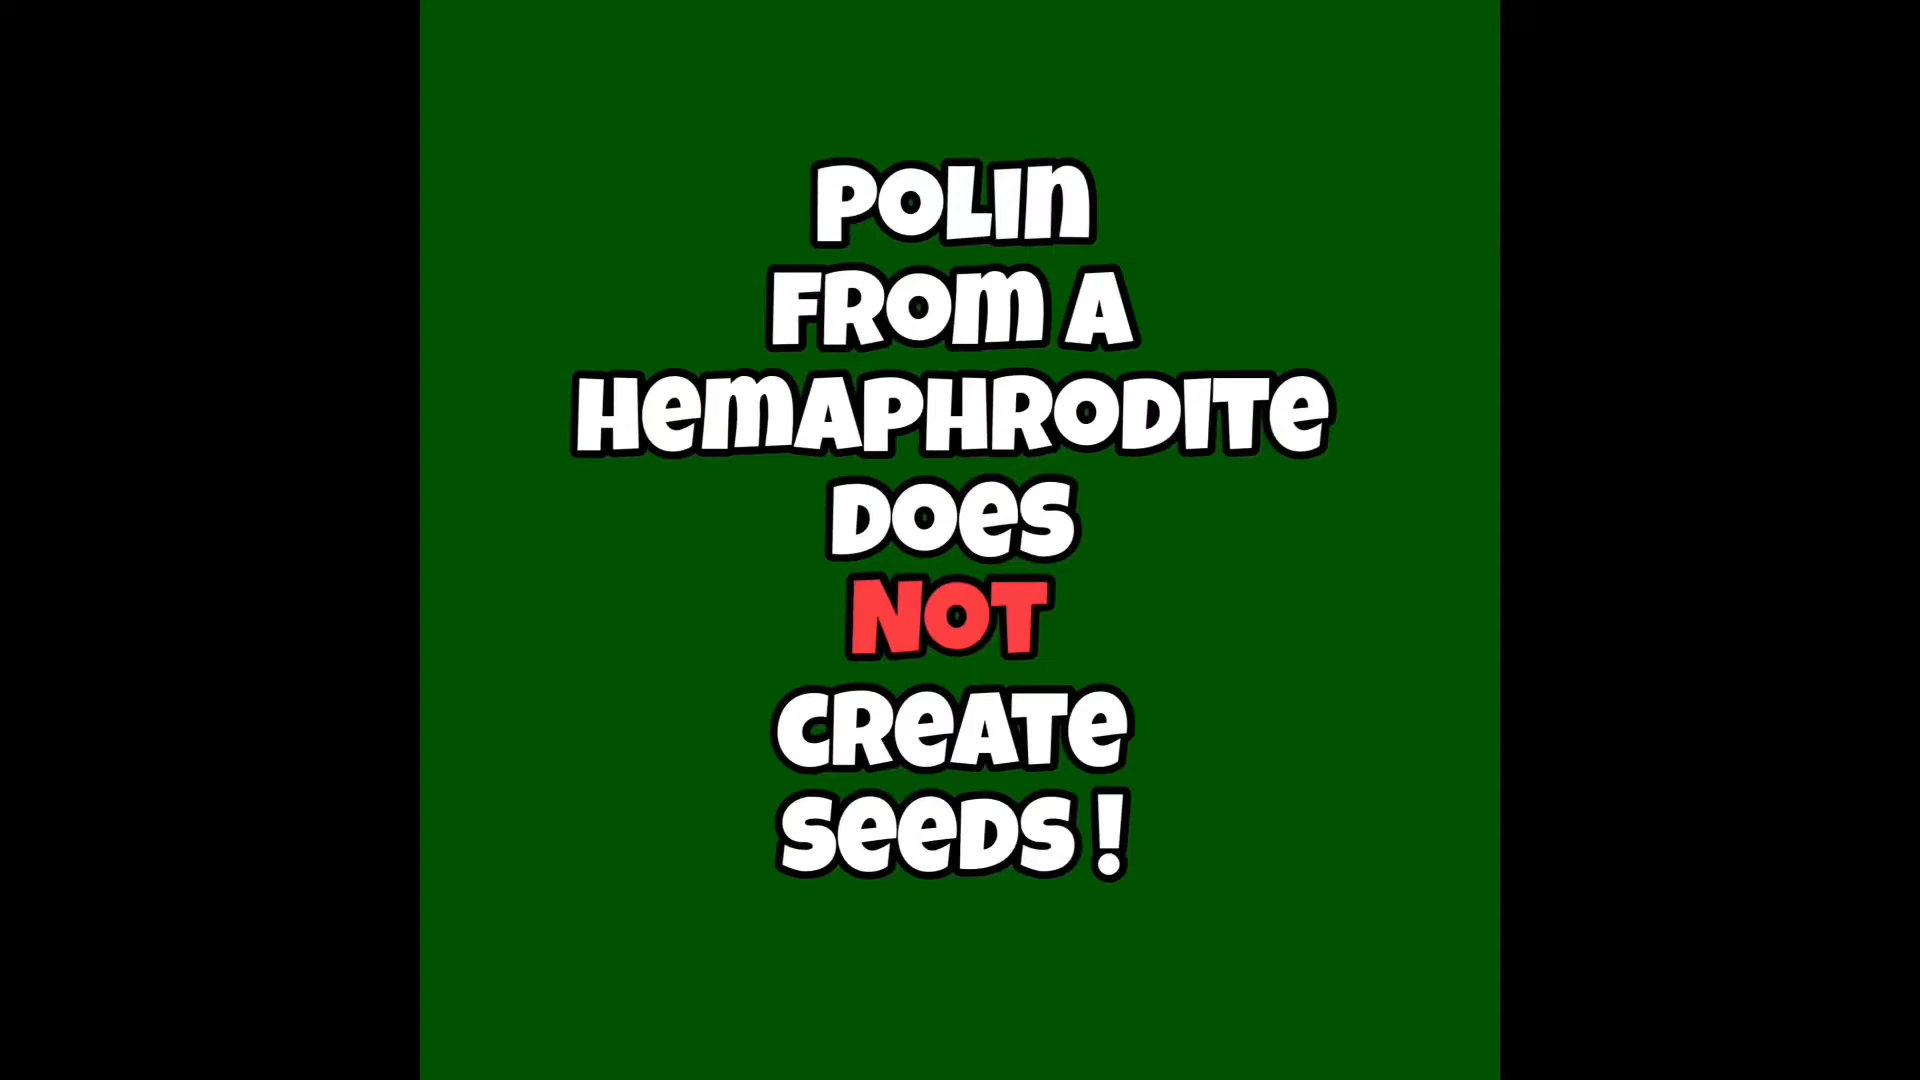 POLIN
FROM A
HEMAPHRODITE
DOES
NOT
CREATE
SEEDS!